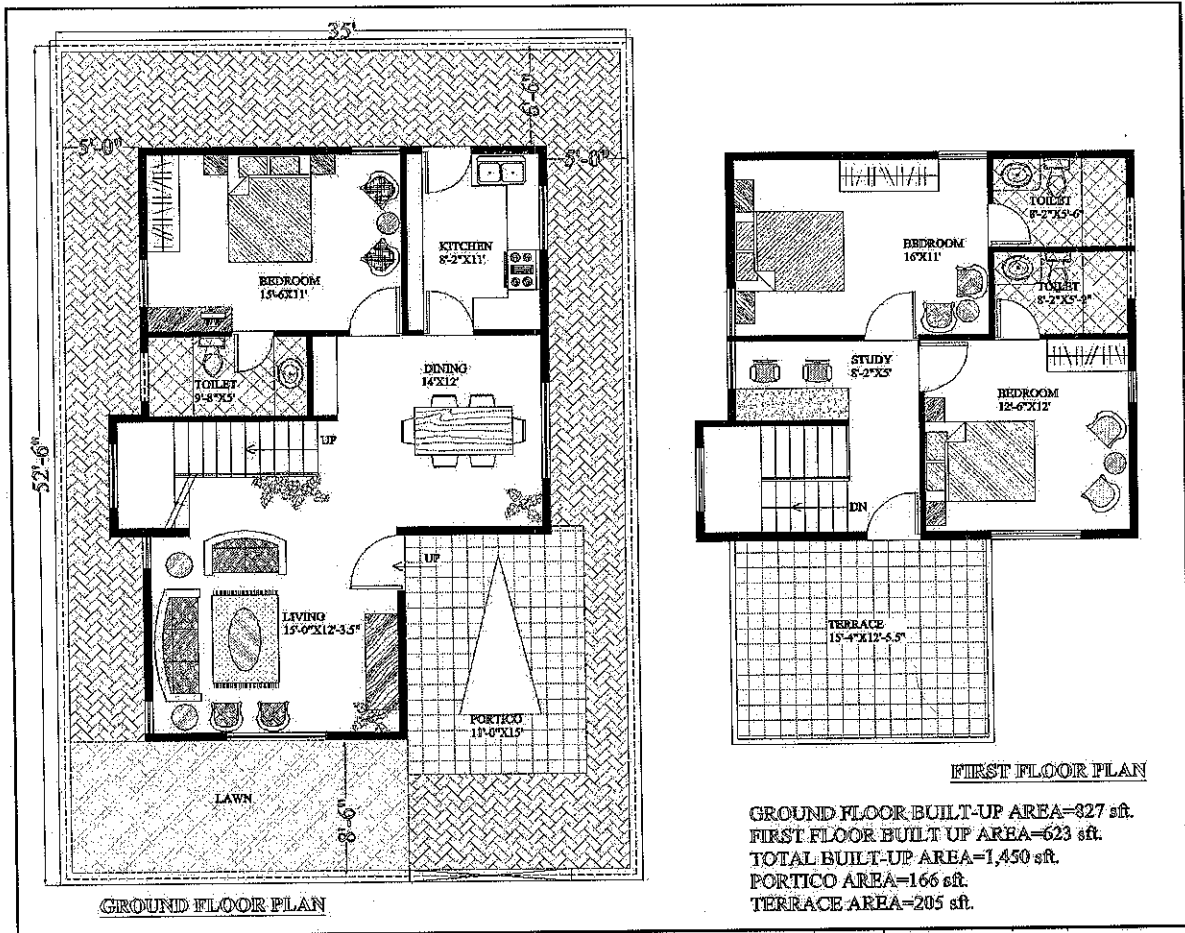 35'
6'-6"
5'-0"
5'-0"
KITCHEN
8'-2"X11'
BEDROOM
15'-6X11'
TOILET
9'-8"X5'
DINING
14'X12'
UP
52'-6"
UP
LIVING
15'-0"X12'-3.5"
PORTICO
11'-0"X15'
LAWN
8'-6"
GROUND FLOOR PLAN
TOILET
8'-2"X5'-6"
BEDROOM
16'X11'
TOILET
8'-2"X5'-2"
STUDY
8'-2"X5'
BEDROOM
12'-6"X12'
DN
TERRACE
15'-4"X12'-5.5"
FIRST FLOOR PLAN
GROUND FLOOR BUILT-UP AREA=827 sft.
FIRST FLOOR BUILT UP AREA=623 sft.
TOTAL BUILT-UP AREA=1,450 sft.
PORTICO AREA=166 sft.
TERRACE AREA=205 sft.